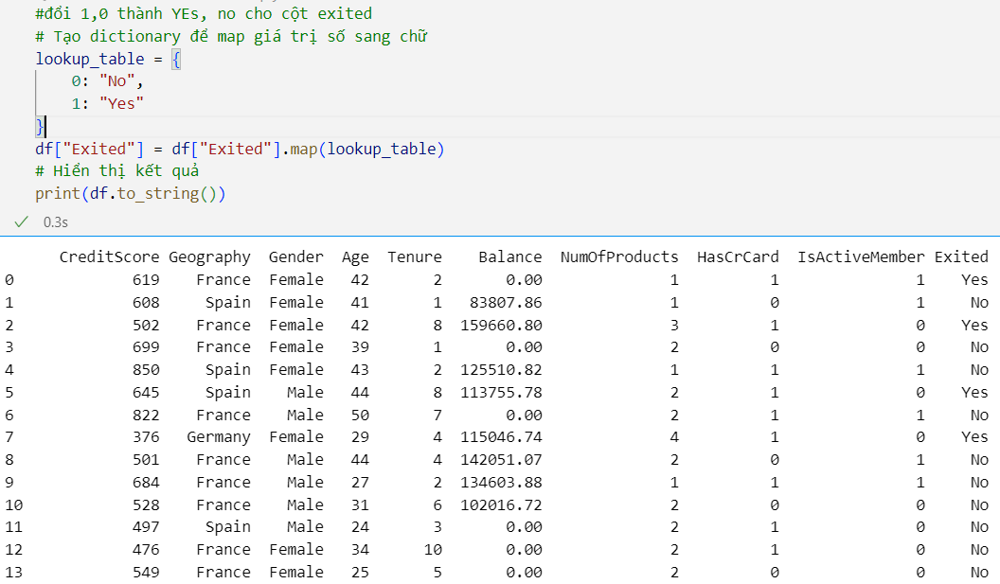 #đổi 1,0 thành YEs, no cho cột exited
# Tạo dictionary để map giá trị số sang chữ
lookup_table = {
    0: "No",
    1: "Yes"
}
df["Exited"] = df["Exited"].map(lookup_table)
# Hiển thị kết quả
print(df.to_string())
0.3s
CreditScore Geography Gender Age Tenure Balance NumOfProducts HasCrCard IsActiveMember Exited
0 619 France Female 42 2 0.00 1 1 1 Yes
1 608 Spain Female 41 1 83807.86 1 0 1 No
2 502 France Female 42 8 159660.80 3 1 0 Yes
3 699 France Female 39 1 0.00 2 0 0 No
4 850 Spain Female 43 2 125510.82 1 1 1 No
5 645 Spain Male 44 8 113755.78 2 1 0 Yes
6 822 France Male 50 7 0.00 2 1 1 No
7 376 Germany Female 29 4 115046.74 4 1 0 Yes
8 501 France Male 44 4 142051.07 2 0 1 No
9 684 France Male 27 2 134603.88 1 1 1 No
10 528 France Male 31 6 102016.72 2 0 0 No
11 497 Spain Male 24 3 0.00 2 1 0 No
12 476 France Female 34 10 0.00 2 1 0 No
13 549 France Female 25 5 0.00 2 0 0 No